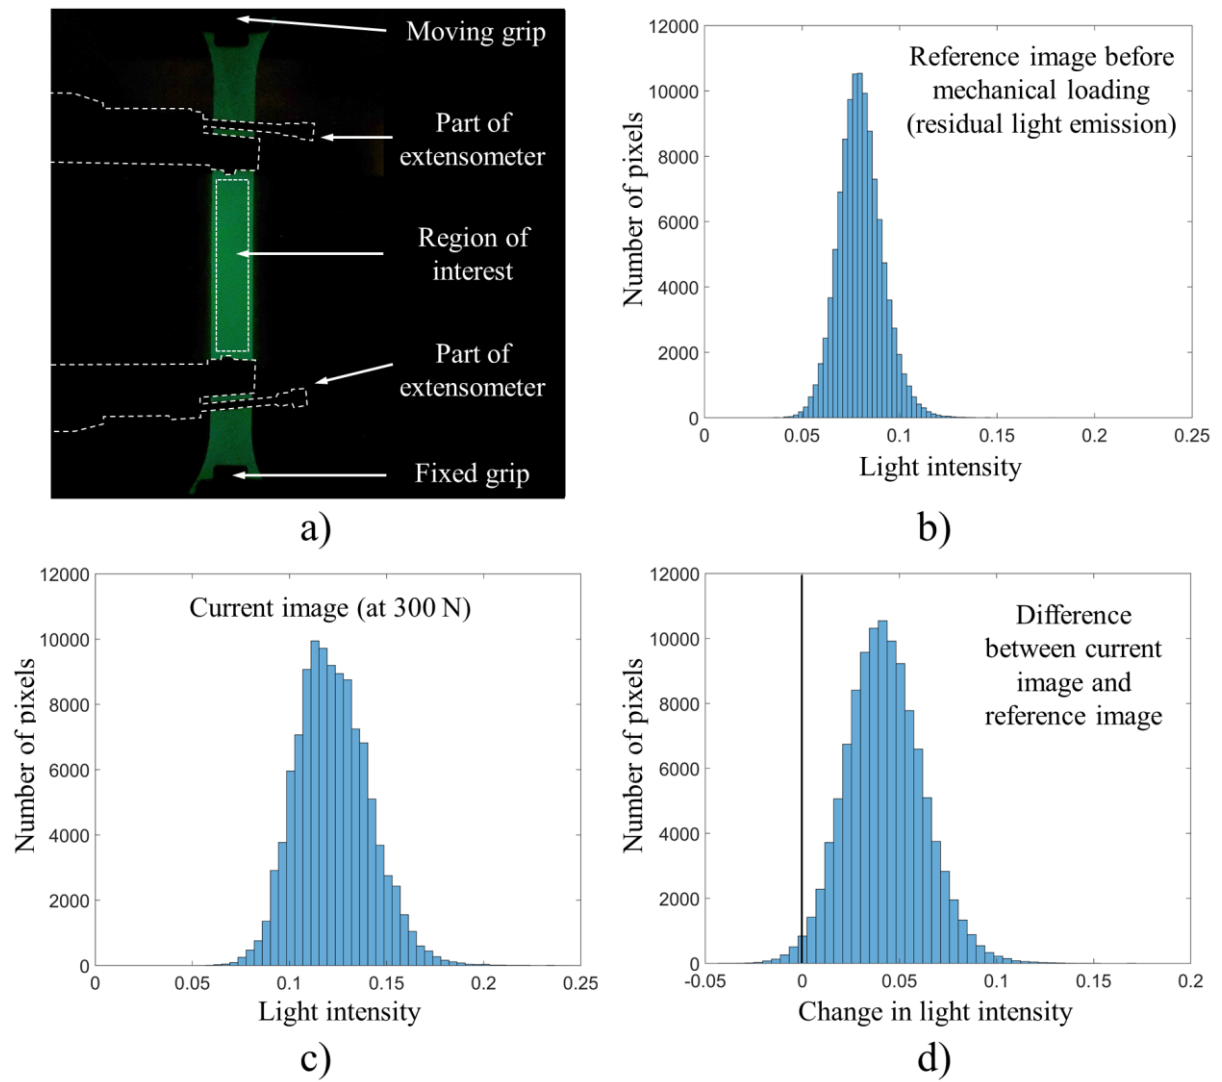 Moving grip
Part of
extensometer
Region of
interest
Part of
extensometer
Fixed grip
a)
12000
10000
8000
6000
4000
2000
0
Number of pixels
Reference image before
mechanical loading
(residual light emission)
0 0.05 0.1 0.15 0.2 0.25
Light intensity
b)
12000
10000
8000
6000
4000
2000
0
Number of pixels
Current image (at 300 N)
0 0.05 0.1 0.15 0.2 0.25
Light intensity
c)
12000
10000
8000
6000
4000
2000
0
Number of pixels
Difference
between current
image and
reference image
-0.05 0 0.05 0.1 0.15 0.2
Change in light intensity
d)